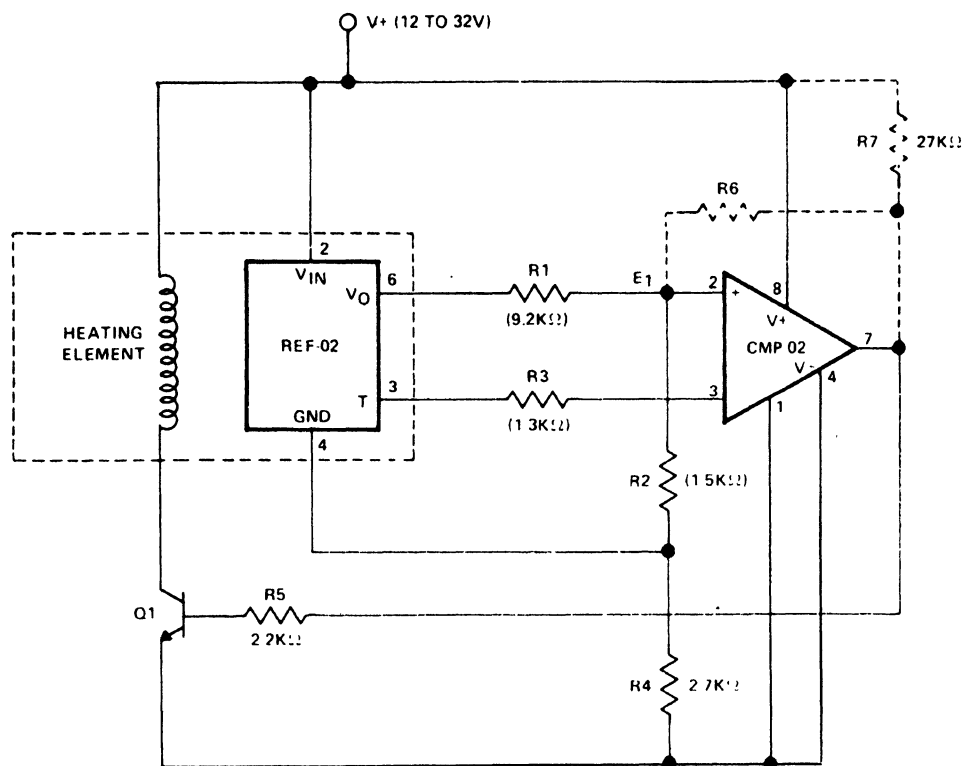 V+ (12 TO 32V)
R7
27KΩ
R6
2
6
VIN
VO
R1
(9.2KΩ)
E1
2
+
8
V+
HEATING
ELEMENT
REF-02
CMP 02
7
V-
4
3
T
R3
(1.3KΩ)
3
1
GND
4
R2
(1.5KΩ)
Q1
R5
2.2KΩ
R4
2.7KΩ